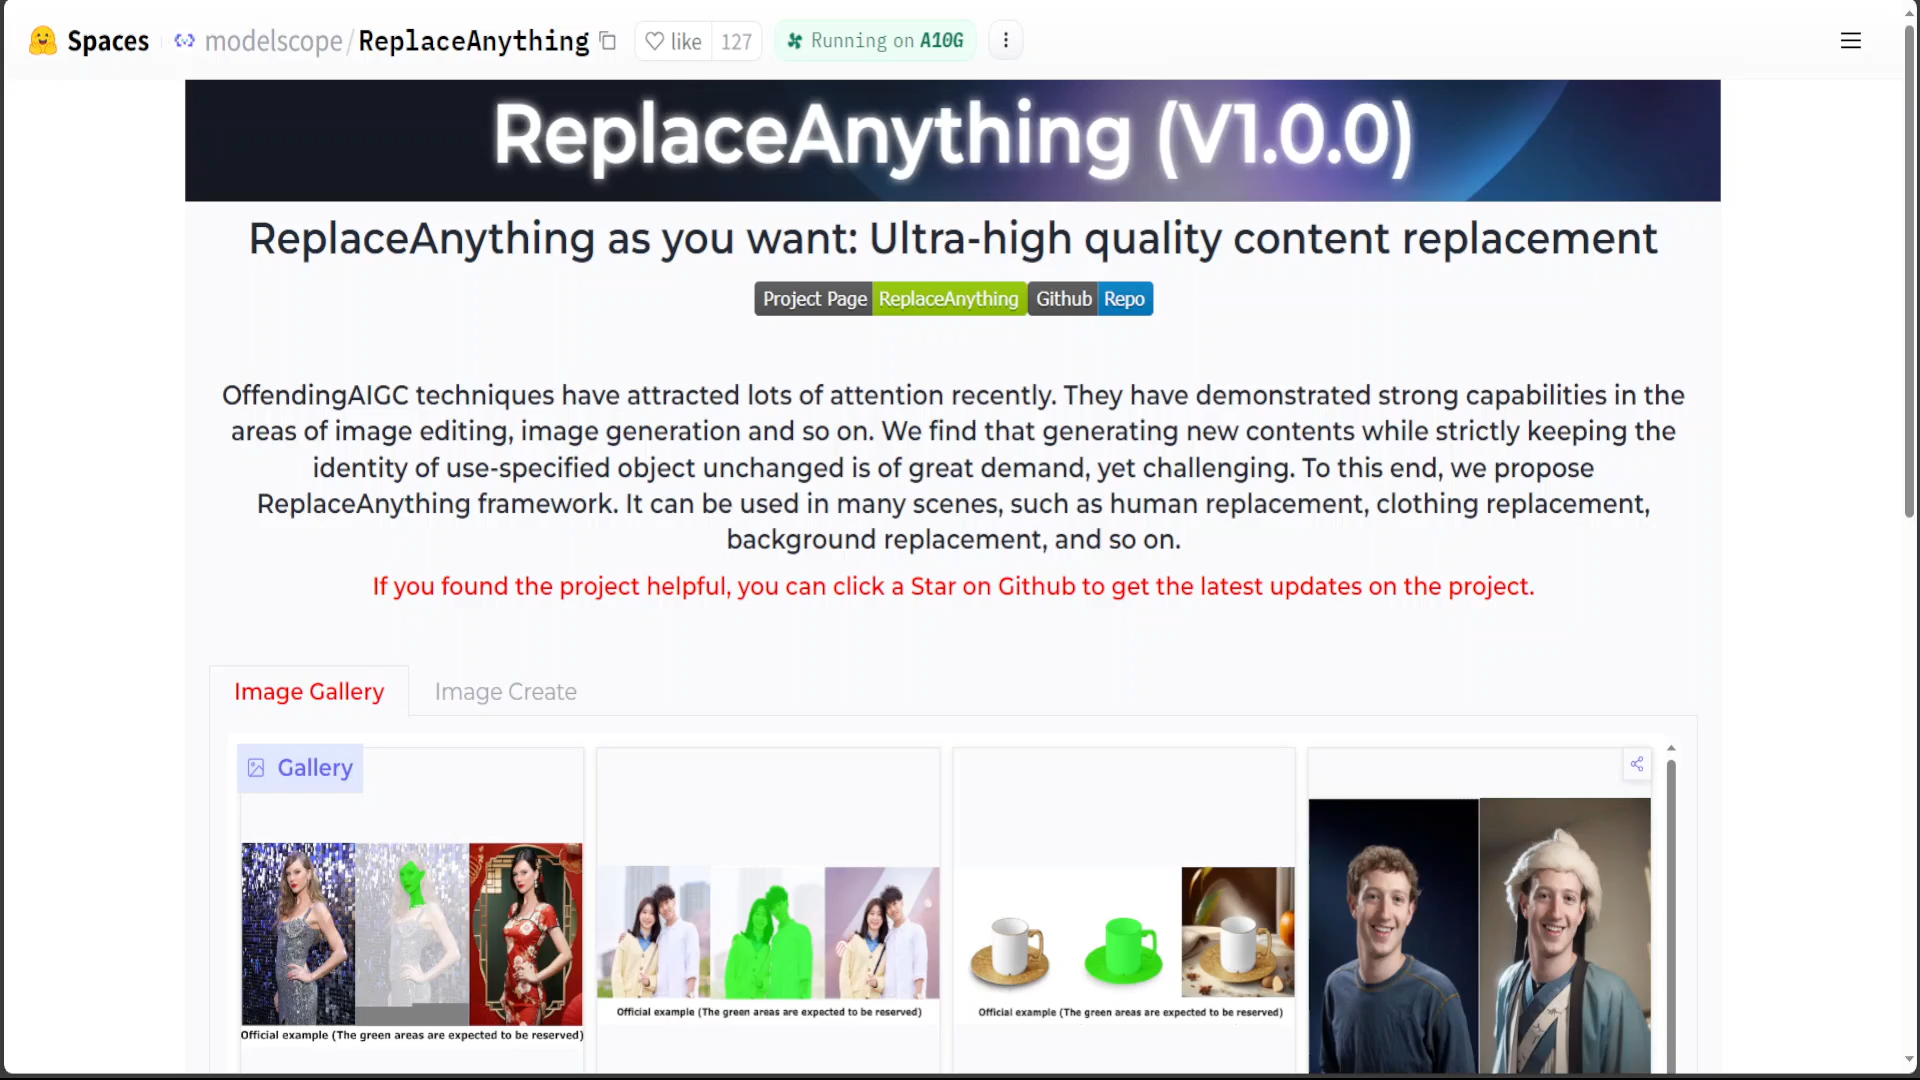 Spaces modelscope/ReplaceAnything like 127 Running on A10G
ReplaceAnything (V1.0.0)
ReplaceAnything as you want: Ultra-high quality content replacement
Project Page ReplaceAnything Github Repo
OffendingAIGC techniques have attracted lots of attention recently. They have demonstrated strong capabilities in the
areas of image editing, image generation and so on. We find that generating new contents while strictly keeping the
identity of use-specified object unchanged is of great demand, yet challenging. To this end, we propose
ReplaceAnything framework. It can be used in many scenes, such as human replacement, clothing replacement,
background replacement, and so on.
If you found the project helpful, you can click a Star on Github to get the latest updates on the project.
Image Gallery Image Create
Gallery
Official example (The green areas are expected to be reserved)
Official example (The green areas are expected to be reserved)
Official example (The green areas are expected to be reserved)